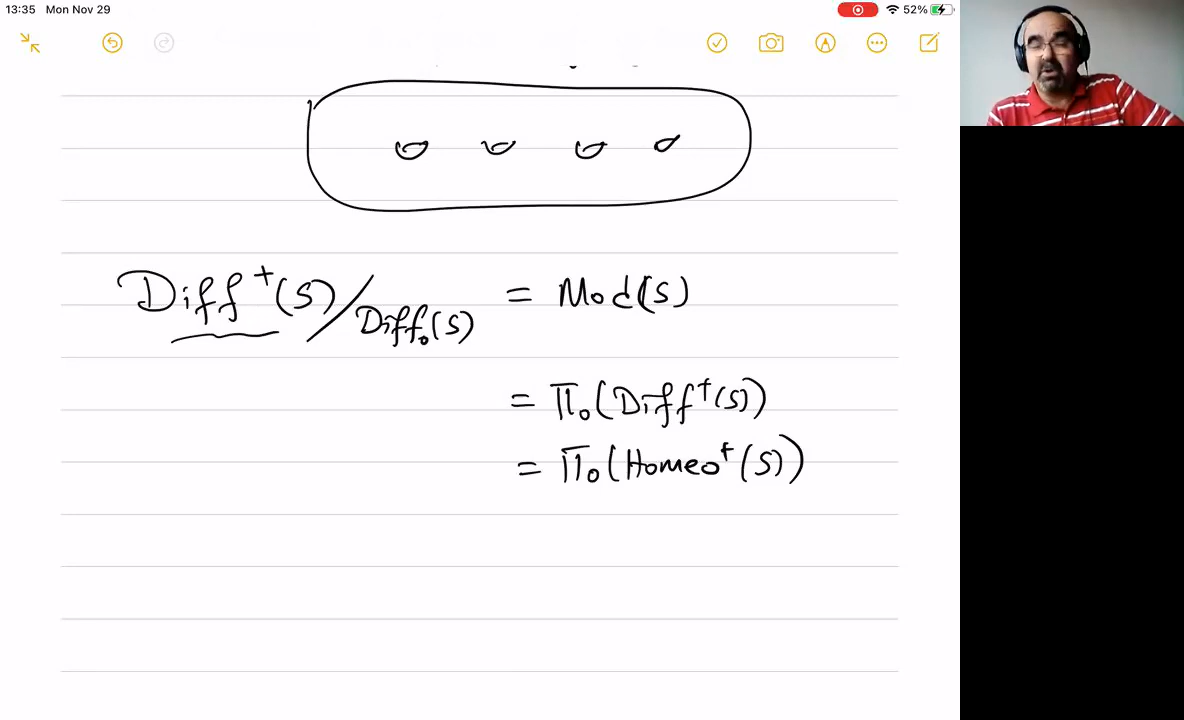 13:35 Mon Nov 29 52%
Diff⁺(S)/Diff₀(S) = Mod(S)
= π₀(Diff⁺(S))
= π₀(Homeo⁺(S))